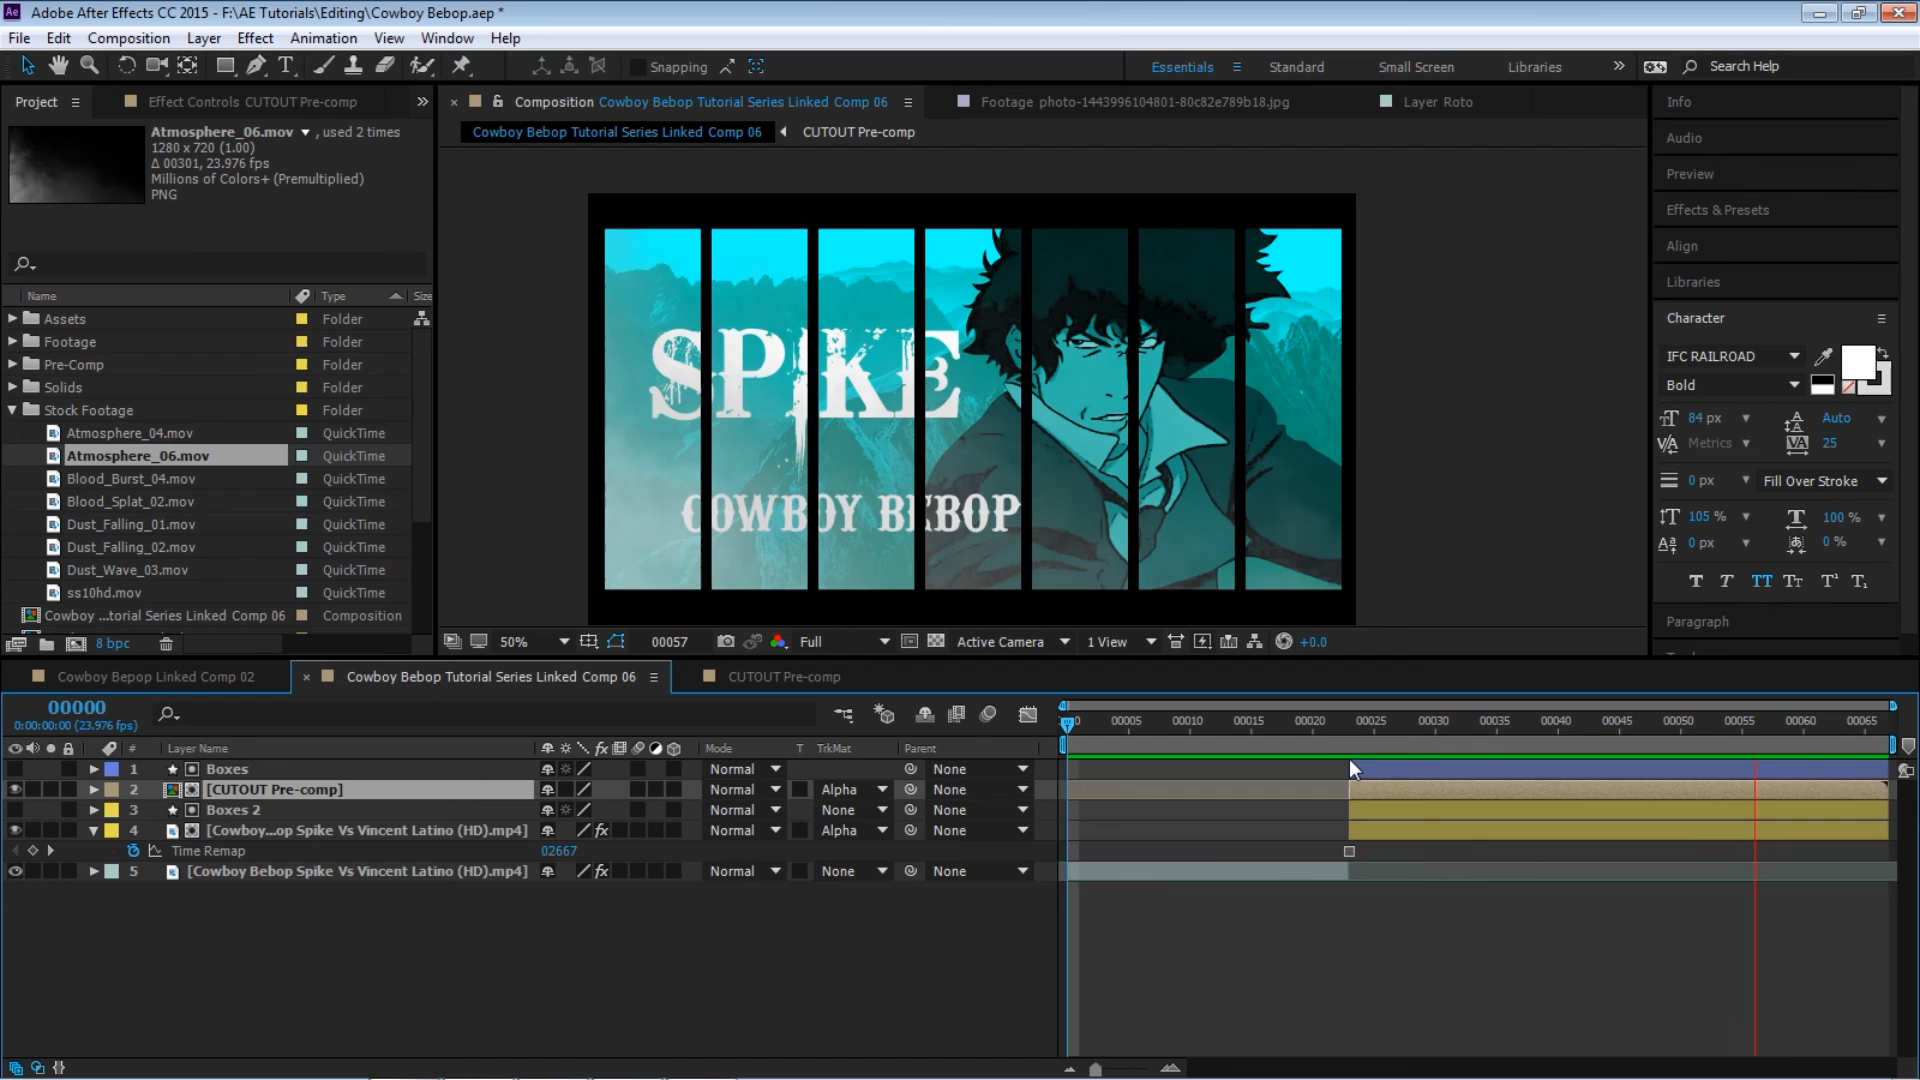 Ae Adobe After Effects CC 2015 - F:\AE Tutorials\Editing\Cowboy Bebop.aep *
File Edit Composition Layer Effect Animation View Window Help
Snapping Essentials Standard Small Screen Libraries Search Help
Project Effect Controls CUTOUT Pre-comp
Atmosphere_06.mov , used 2 times
1280 x 720 (1.00)
Δ 00301, 23.976 fps
Millions of Colors+ (Premultiplied)
PNG
Name Type Size
Assets Folder
Footage Folder
Pre-Comp Folder
Solids Folder
Stock Footage Folder
Atmosphere_04.mov QuickTime
Atmosphere_06.mov QuickTime
Blood_Burst_04.mov QuickTime
Blood_Splat_02.mov QuickTime
Dust_Falling_01.mov QuickTime
Dust_Falling_02.mov QuickTime
Dust_Wave_03.mov QuickTime
ss10hd.mov QuickTime
Cowboy ...torial Series Linked Comp 06 Composition
8 bpc
Composition Cowboy Bebop Tutorial Series Linked Comp 06 Footage photo-1443996104801-80c82e789b18.jpg Layer Roto
Cowboy Bebop Tutorial Series Linked Comp 06 CUTOUT Pre-comp
SPIKE
COWBOY BEBOP
50% 00057 Full Active Camera 1 View +0.0
Info
Audio
Preview
Effects & Presets
Align
Libraries
Character
IFC RAILROAD
Bold
84 px Auto
Metrics 25
0 px Fill Over Stroke
105 % 100 %
0 px 0 %
T T TT Tt T¹ T₁
Paragraph
Cowboy Bepop Linked Comp 02 Cowboy Bebop Tutorial Series Linked Comp 06 CUTOUT Pre-comp
00000
0:00:00:00 (23.976 fps)
00005 00010 00015 00020 00025 00030 00035 00040 00045 00050 00055 00060 00065
# Layer Name Mode T TrkMat Parent
1 Boxes Normal None
2 [CUTOUT Pre-comp] Normal Alpha None
3 Boxes 2 Normal None None
4 [Cowboy...op Spike Vs Vincent Latino (HD).mp4] fx Normal Alpha None
Time Remap 02667
5 [Cowboy Bebop Spike Vs Vincent Latino (HD).mp4] fx Normal None None